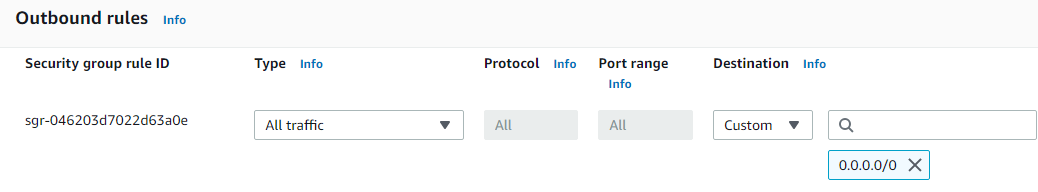 Outbound rules Info
Security group rule ID Type Info Protocol Info Port range Info Destination Info
sgr-046203d7022d63a0e All traffic All All Custom
0.0.0.0/0